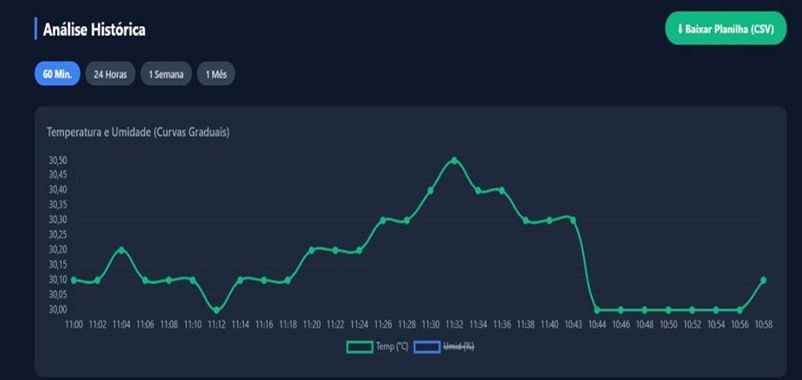 Análise Histórica
⬇ Baixar Planilha (CSV)
60 Min. 24 Horas 1 Semana 1 Mês
Temperatura e Umidade (Curvas Graduais)
30,50
30,45
30,40
30,35
30,30
30,25
30,20
30,15
30,10
30,05
30,00
11:00 11:02 11:04 11:06 11:08 11:10 11:12 11:14 11:16 11:18 11:20 11:22 11:24 11:26 11:28 11:30 11:32 11:34 11:36 11:38 11:40 10:43 10:44 10:46 10:48 10:50 10:52 10:54 10:56 10:58
Temp (°C) Umid (%)